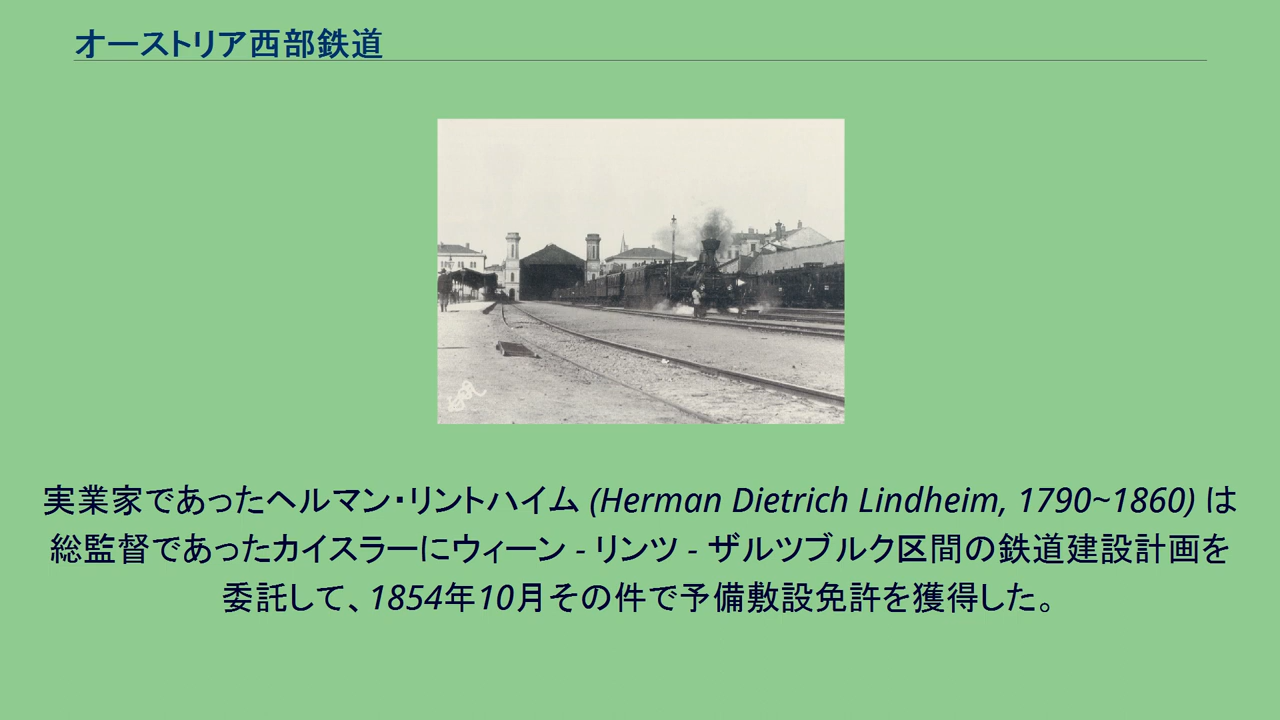 オーストリア西部鉄道
実業家であったヘルマン・リントハイム (Herman Dietrich Lindheim, 1790~1860) は
総監督であったカイスラーにウィーン - リンツ - ザルツブルク区間の鉄道建設計画を
委託して、1854年10月その件で予備敷設免許を獲得した。